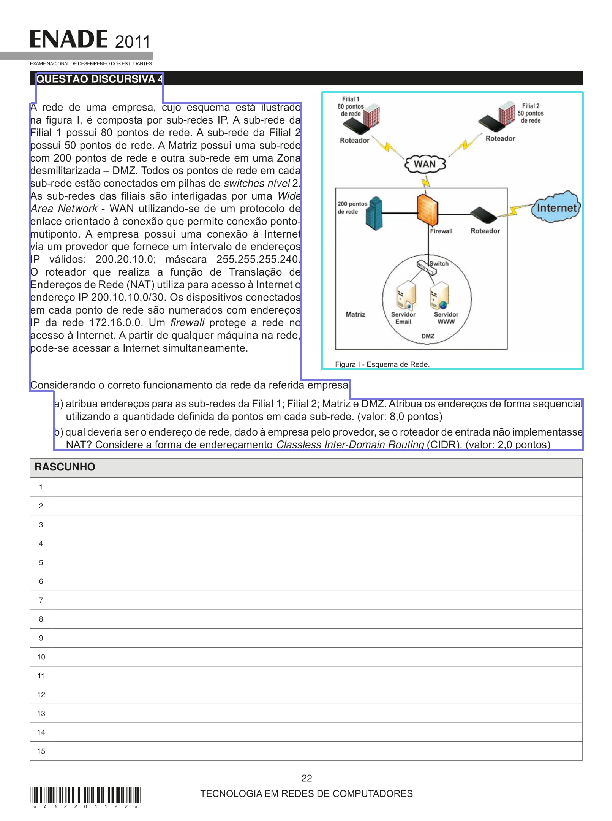 ENADE 2011
EXAME NACIONAL DE DESEMPENHO DOS ESTUDANTES
QUESTÃO DISCURSIVA 4
A rede de uma empresa, cujo esquema está ilustrado
na figura I, é composta por sub-redes IP. A sub-rede da
Filial 1 possui 80 pontos de rede. A sub-rede da Filial 2
possui 50 pontos de rede. A Matriz possui uma sub-rede
com 200 pontos de rede e outra sub-rede em uma Zona
desmilitarizada – DMZ. Todos os pontos de rede em cada
sub-rede estão conectados em pilhas de switches nível 2.
As sub-redes das filiais são interligadas por uma Wide
Area Network - WAN utilizando-se de um protocolo de
enlace orientado à conexão que permite conexão ponto-
mutiponto. A empresa possui uma conexão à Internet
via um provedor que fornece um intervalo de endereços
IP válidos: 200.20.10.0; máscara 255.255.255.240.
O roteador que realiza a função de Translação de
Endereços de Rede (NAT) utiliza para acesso à Internet o
endereço IP 200.10.10.0/30. Os dispositivos conectados
em cada ponto de rede são numerados com endereços
IP da rede 172.16.0.0. Um firewall protege a rede no
acesso à Internet. A partir de qualquer máquina na rede,
pode-se acessar a Internet simultaneamente.
Filial 1
80 pontos
de rede
Roteador
Filial 2
50 pontos
de rede
Roteador
WAN
200 pontos
de rede
Firewall
Roteador
Internet
Switch
Matriz
Servidor
Email
Servidor
WWW
DMZ
Figura I - Esquema de Rede.
Considerando o correto funcionamento da rede da referida empresa,
a) atribua endereços para as sub-redes da Filial 1; Filial 2; Matriz e DMZ. Atribua os endereços de forma sequencial
utilizando a quantidade definida de pontos em cada sub-rede. (valor: 8,0 pontos)
b) qual deveria ser o endereço de rede, dado à empresa pelo provedor, se o roteador de entrada não implementasse
NAT? Considere a forma de endereçamento Classless Inter-Domain Routing (CIDR). (valor: 2,0 pontos)
RASCUNHO
1
2
3
4
5
6
7
8
9
10
11
12
13
14
15
22
TECNOLOGIA EM REDES DE COMPUTADORES